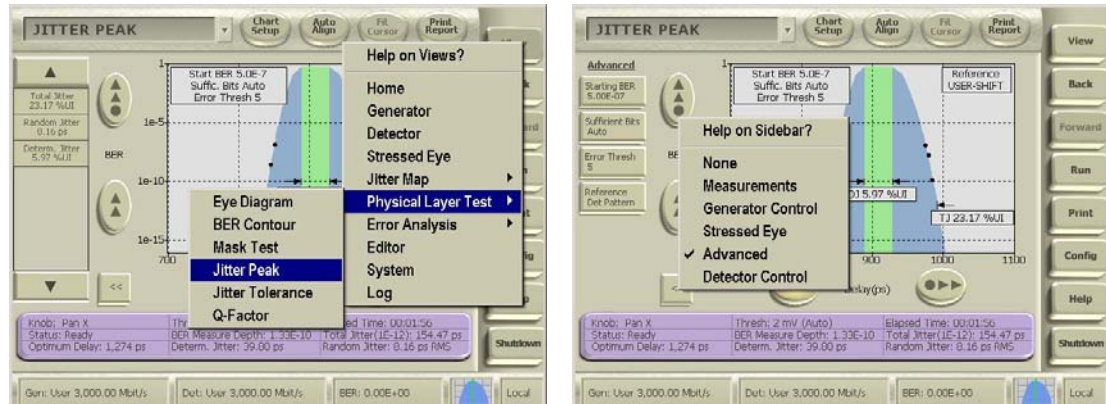 JITTER PEAK
Chart Setup
Auto Align
Fit Cursor
Print Report
Total Jitter
23.17 %UI
Random Jitter
0.16 ps
Determ. Jitter
5.97 %UI
BER
1
1e-5
1e-10
1e-15
700
Start BER 5.0E-7
Suffic. Bits Auto
Error Thresh 5
<<
Help on Views?
Home
Generator
Detector
Stressed Eye
Jitter Map
Physical Layer Test
Error Analysis
Editor
System
Log
Eye Diagram
BER Contour
Mask Test
Jitter Peak
Jitter Tolerance
Q-Factor
Knob: Pan X
Status: Ready
Optimum Delay: 1,274 ps
BER Measure Depth: 1.33E-10
Determ. Jitter: 39.80 ps
ed Time: 00:01:56
Total Jitter(1E-12): 154.47 ps
Random Jitter: 8.16 ps RMS
Shutdown
Gen: User 3,000.00 Mbit/s
Det: User 3,000.00 Mbit/s
BER: 0.00E+00
Local
JITTER PEAK
Chart Setup
Auto Align
Fit Cursor
Print Report
View
Back
Forward
Run
Print
Config
Help
Shutdown
Advanced
Starting BER
5.00E-07
Sufficient Bits
Auto
Error Thresh
5
Reference
Det Pattern
1
Start BER 5.0E-7
Suffic. Bits Auto
Error Thresh 5
Reference
USER-SHIFT
DJ 5.97 %UI
TJ 23.17 %UI
900
1000
1100
Delay(ps)
Help on Sidebar?
None
Measurements
Generator Control
Stressed Eye
✓ Advanced
Detector Control
Knob: Pan X
Status: Ready
Optimum Delay: 1,274 ps
Thresh: 2 mV (Auto)
BER Measure Depth: 1.33E-10
Determ. Jitter: 39.80 ps
Elapsed Time: 00:01:56
Total Jitter(1E-12): 154.47 ps
Random Jitter: 8.16 ps RMS
Gen: User 3,000.00 Mbit/s
Det: User 3,000.00 Mbit/s
BER: 0.00E+00
Local